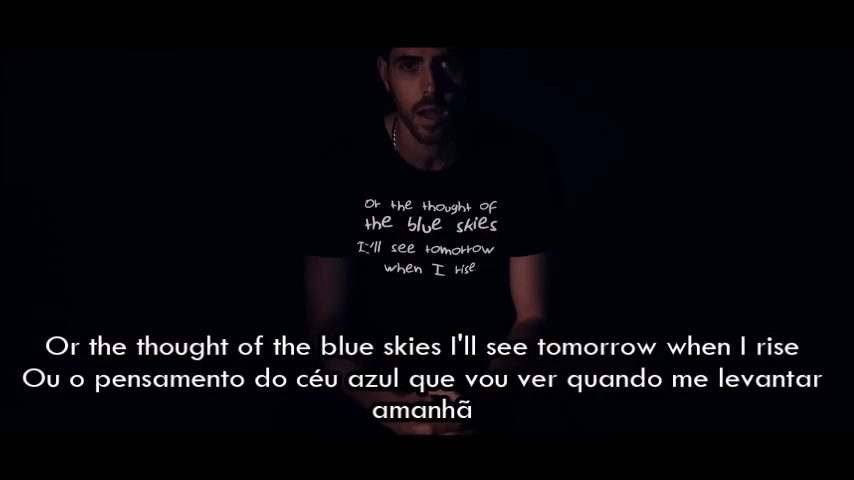 Or the thought of
the blue skies
I'll see tomorrow
when I rise
Or the thought of the blue skies I'll see tomorrow when I rise
Ou o pensamento do céu azul que vou ver quando me levantar
amanhã